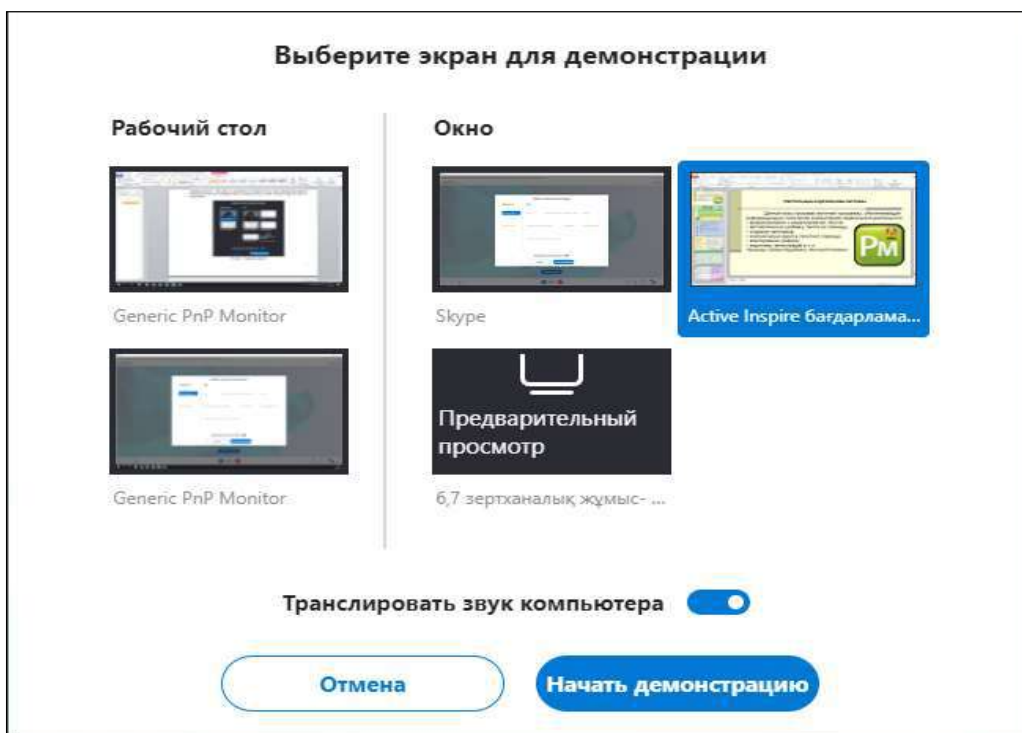 Выберите экран для демонстрации
Рабочий стол
Окно
Generic PnP Monitor
Skype
Active Inspire бағдарлама...
Рм
Generic PnP Monitor
Предварительный
просмотр
6,7 зертханалық жұмыс- ...
Транслировать звук компьютера
Отмена
Начать демонстрацию